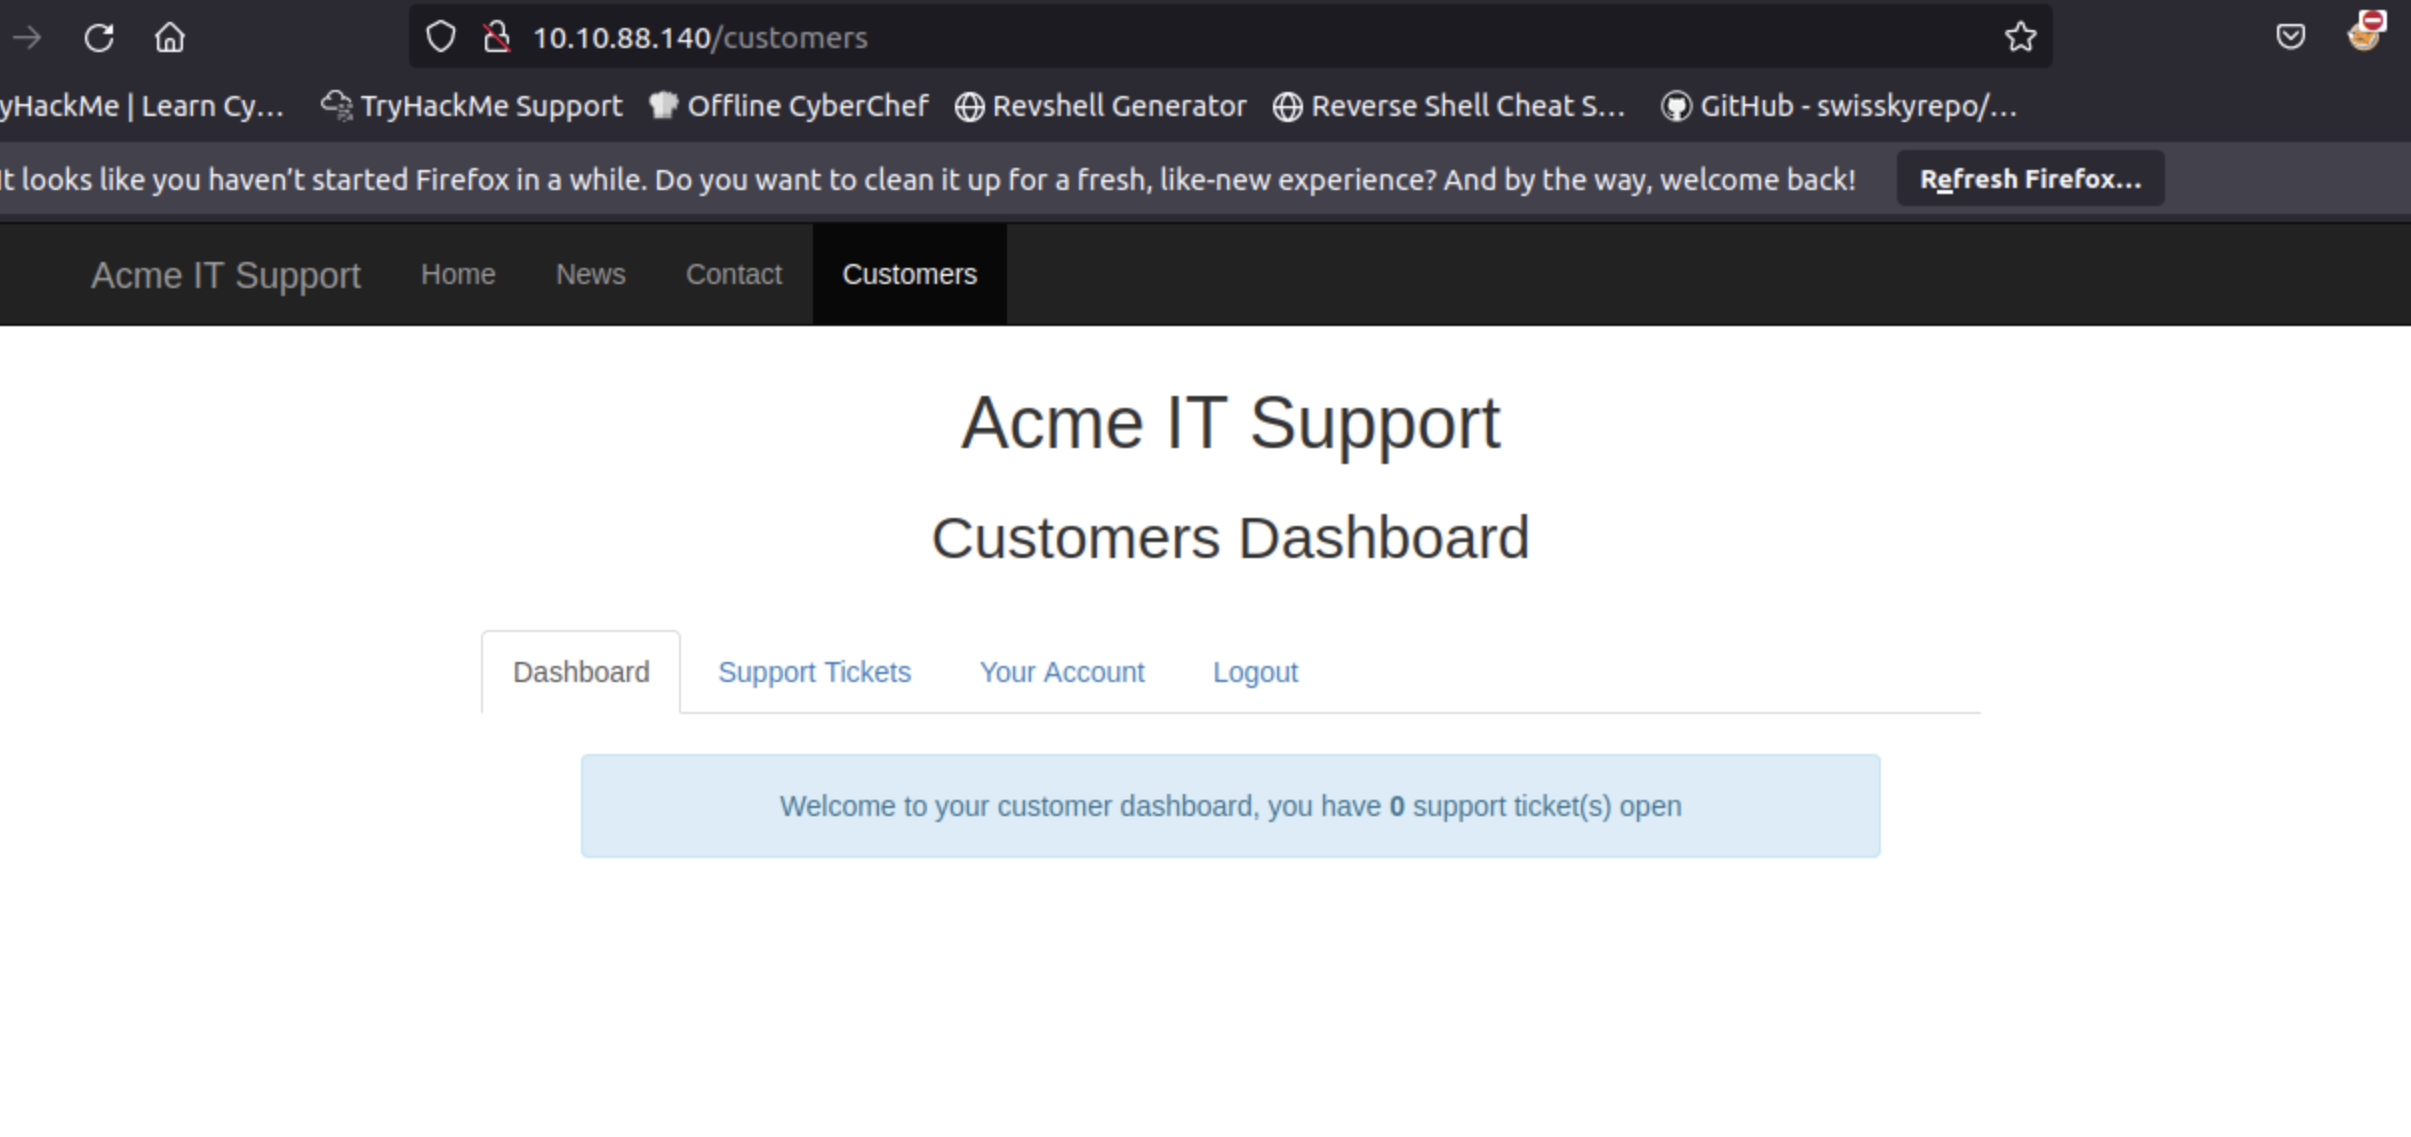 10.10.88.140/customers
yHackMe | Learn Cy... TryHackMe Support Offline CyberChef Revshell Generator Reverse Shell Cheat S... GitHub - swisskyrepo/...
It looks like you haven't started Firefox in a while. Do you want to clean it up for a fresh, like-new experience? And by the way, welcome back! Refresh Firefox...
Acme IT Support Home News Contact Customers
Acme IT Support
Customers Dashboard
Dashboard Support Tickets Your Account Logout
Welcome to your customer dashboard, you have 0 support ticket(s) open